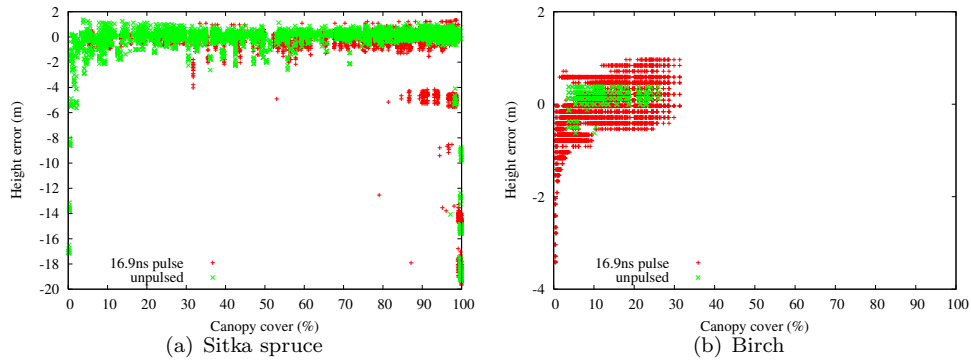 2
0
-2
-4
-6
-8
-10
-12
-14
-16
-18
-20
0 10 20 30 40 50 60 70 80 90 100
Height error (m)
Canopy cover (%)
16.9ns pulse
unpulsed
(a) Sitka spruce
2
0
-2
-4
0 10 20 30 40 50 60 70 80 90 100
Height error (m)
Canopy cover (%)
16.9ns pulse
unpulsed
(b) Birch